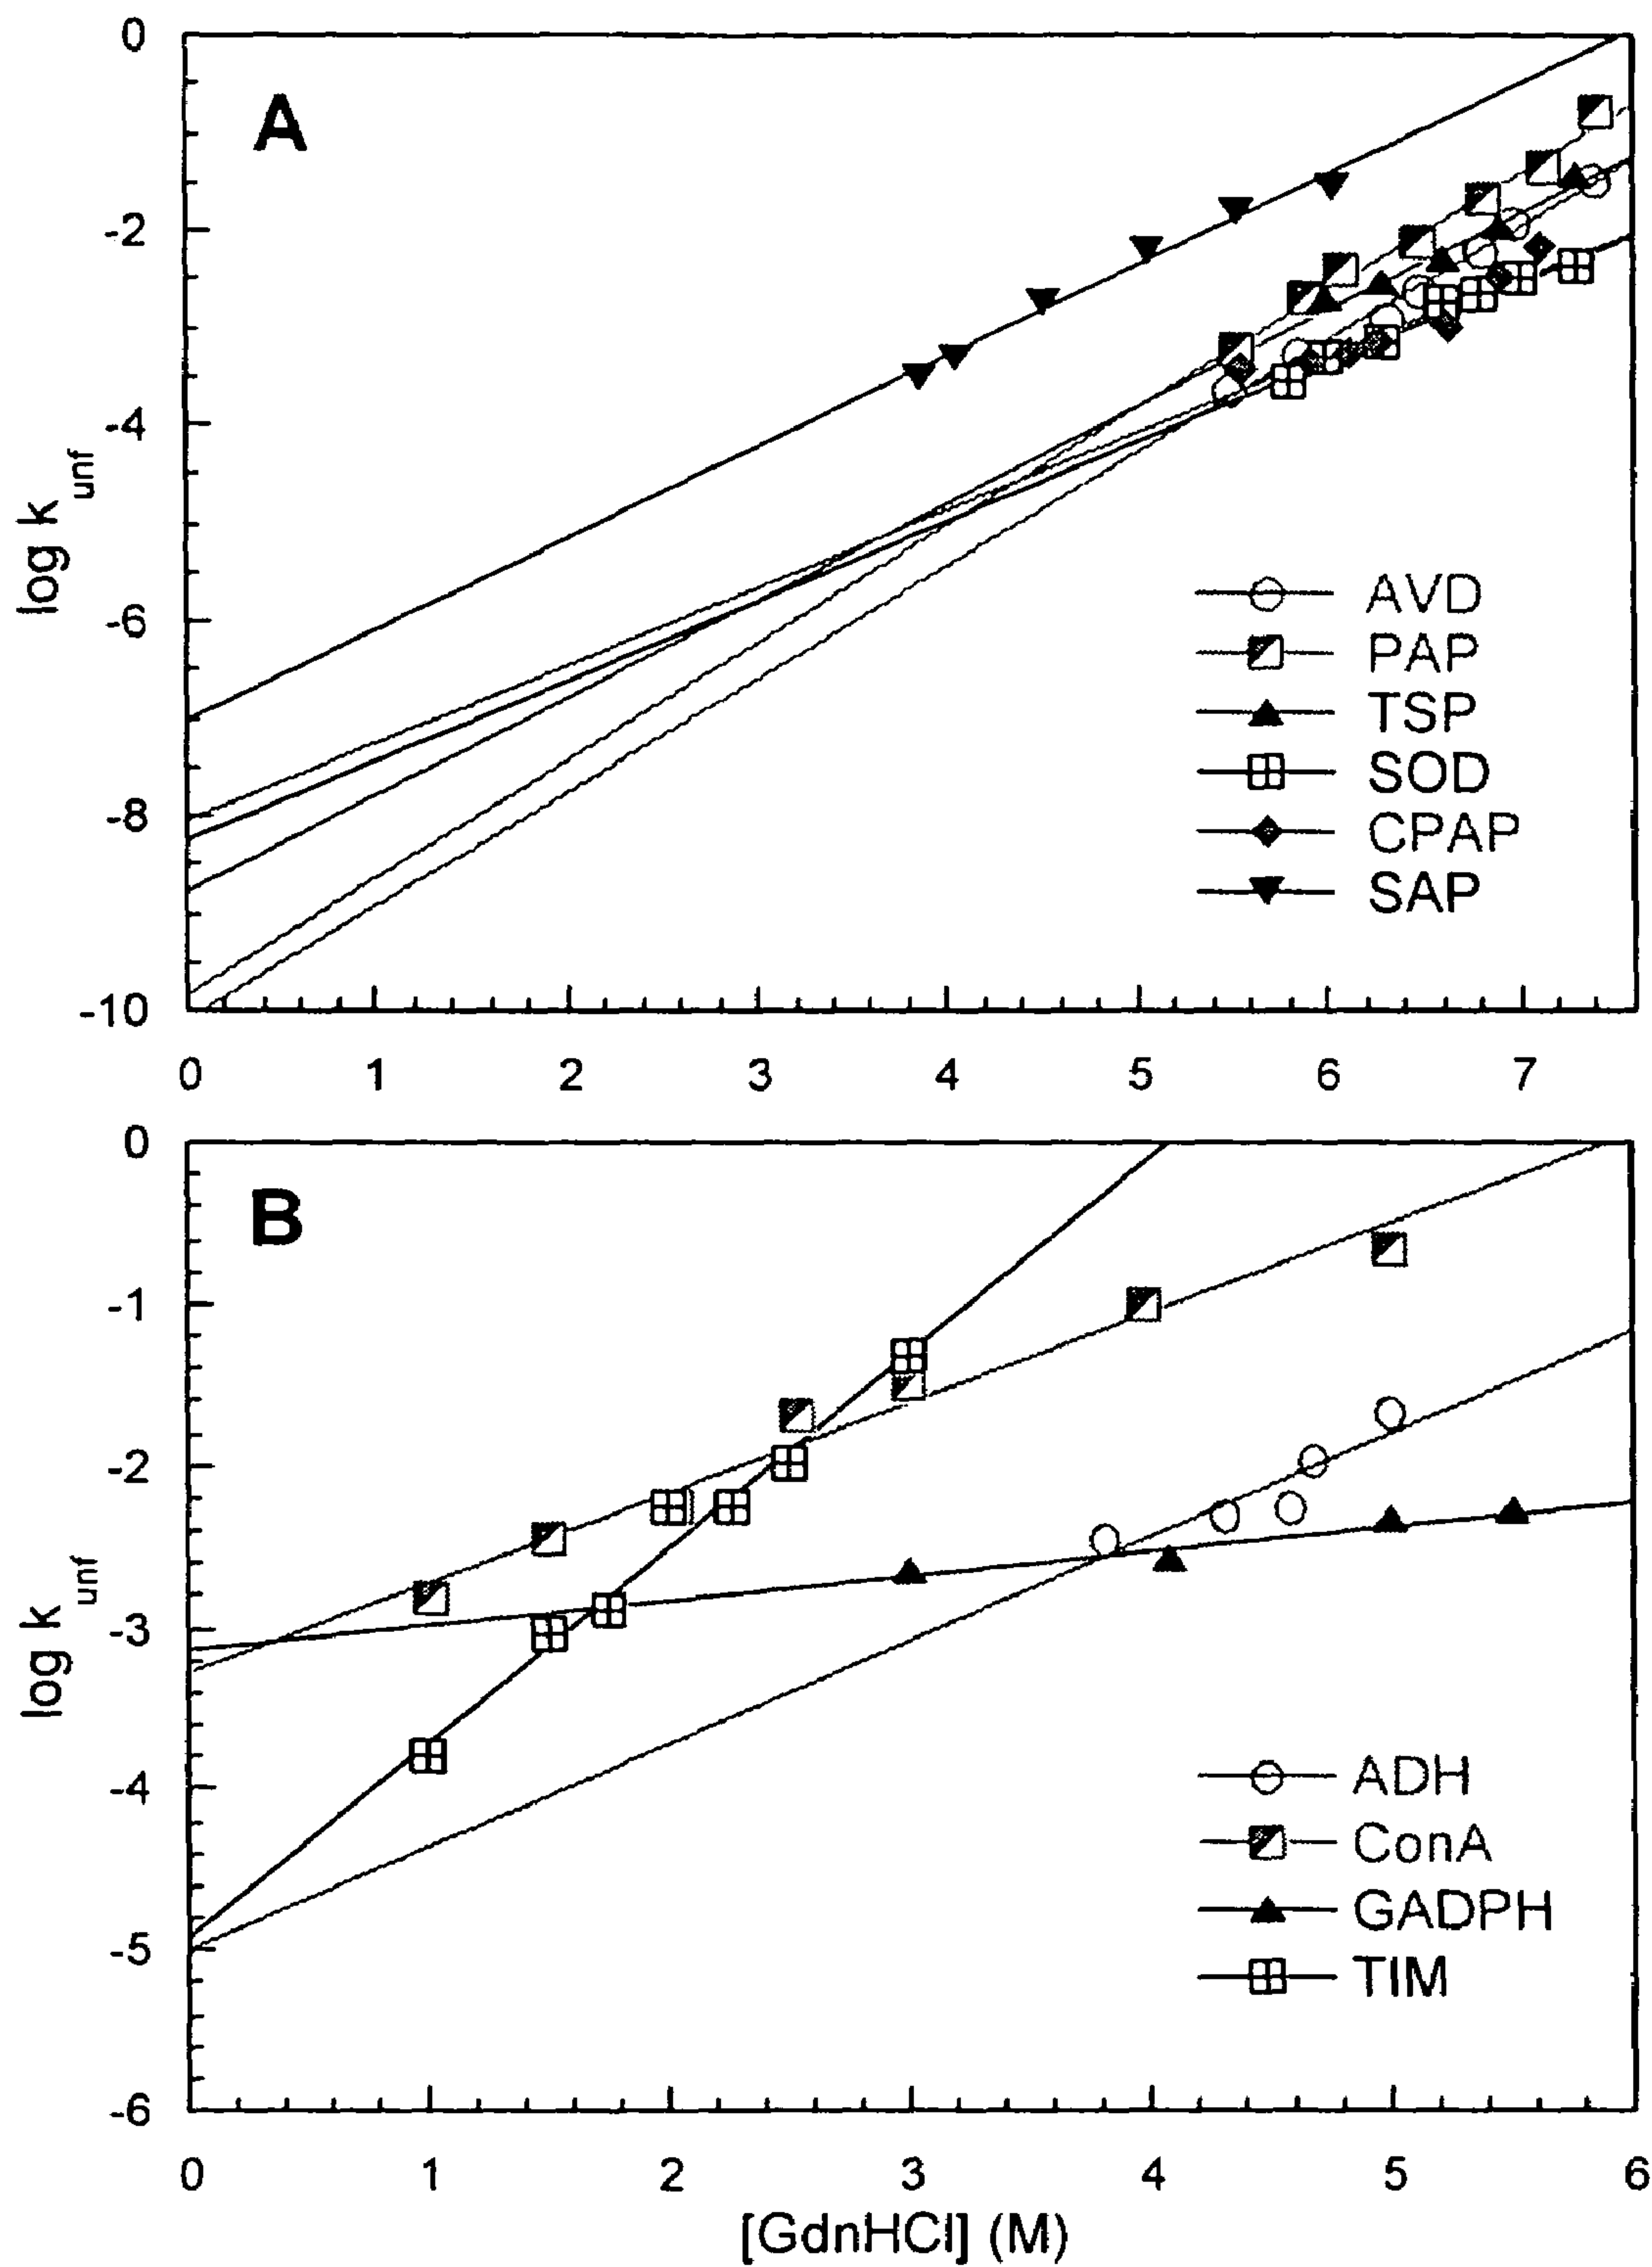 0
A
-2
-4
log k unf
-6
-8
-10
AVD
PAP
TSP
SOD
CPAP
SAP
0 1 2 3 4 5 6 7
0
B
-1
-2
-3
log k unf
-4
-5
-6
ADH
ConA
GADPH
TIM
0 1 2 3 4 5 6
[GdnHCl] (M)